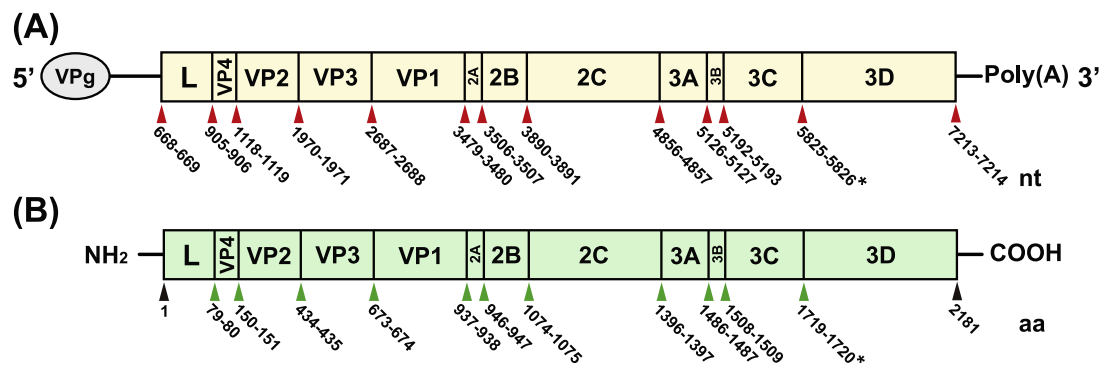 (A)
5’ VPg L VP4 VP2 VP3 VP1 2A 2B 2C 3A 3B 3C 3D Poly(A) 3’
668-669 905-906 1118-1119 1970-1971 2687-2688 3479-3480 3506-3507 3890-3891 4856-4857 5126-5127 5192-5193 5825-5826* 7213-7214 nt
(B)
NH2 L VP4 VP2 VP3 VP1 2A 2B 2C 3A 3B 3C 3D COOH
1 79-80 150-151 434-435 673-674 937-938 946-947 1074-1075 1396-1397 1486-1487 1508-1509 1719-1720* 2181 aa